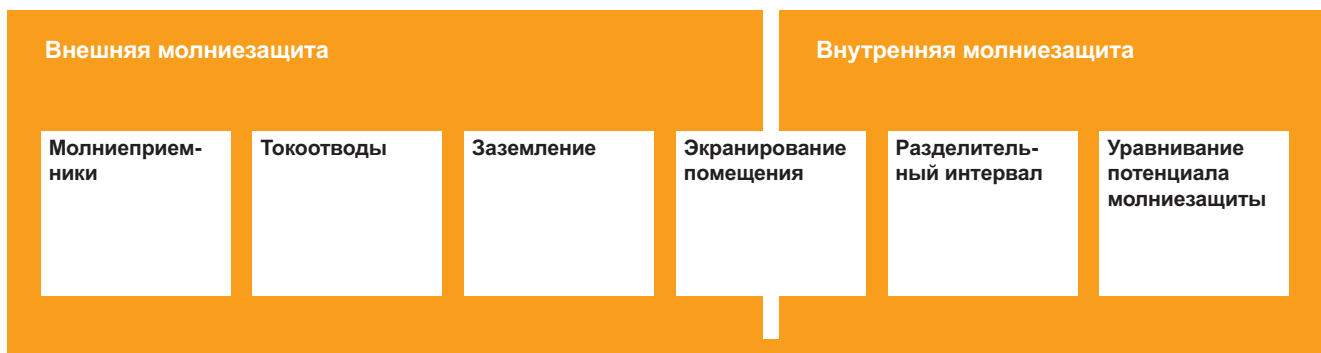 Внешняя молниезащита
Внутренняя молниезащита
Молниеприем-
ники
Токоотводы
Заземление
Экранирование
помещения
Разделитель-
ный интервал
Уравнивание
потенциала
молниезащиты